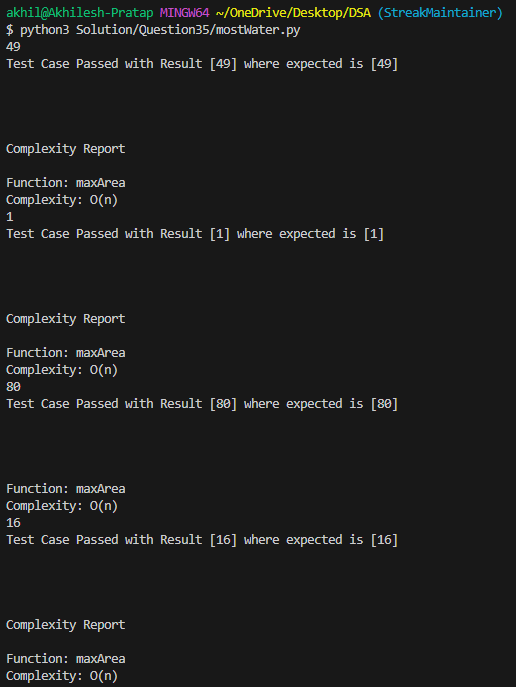 akhil@Akhilesh-Pratap MINGW64 ~/OneDrive/Desktop/DSA (StreakMaintainer)
$ python3 Solution/Question35/mostWater.py
49
Test Case Passed with Result [49] where expected is [49]
Complexity Report
Function: maxArea
Complexity: O(n)
1
Test Case Passed with Result [1] where expected is [1]
Complexity Report
Function: maxArea
Complexity: O(n)
80
Test Case Passed with Result [80] where expected is [80]
Function: maxArea
Complexity: O(n)
16
Test Case Passed with Result [16] where expected is [16]
Complexity Report
Function: maxArea
Complexity: O(n)